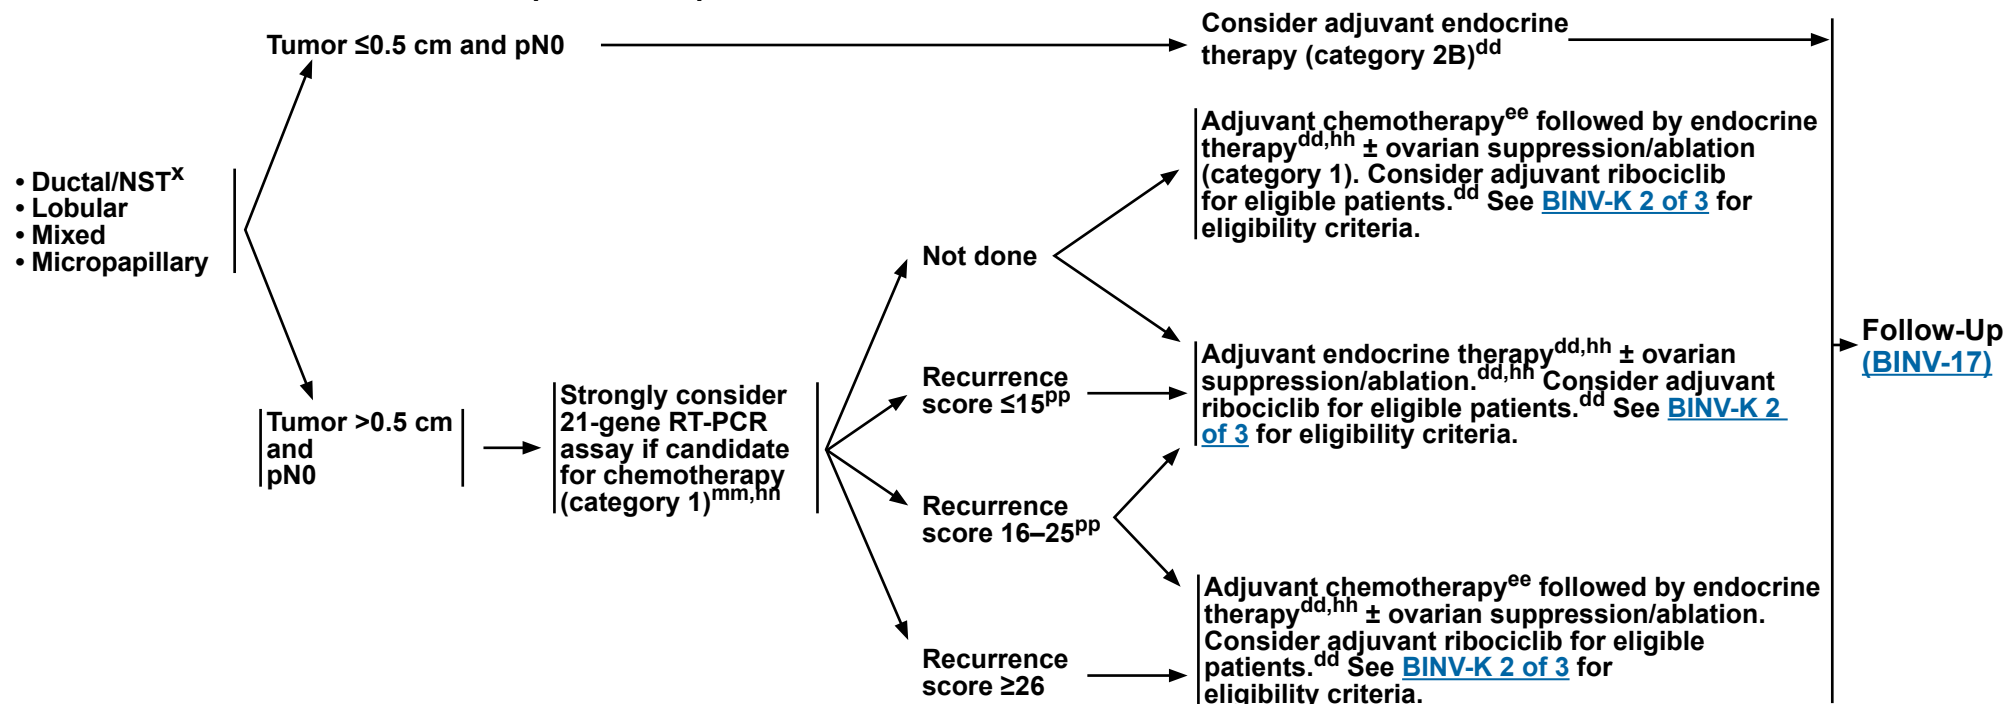 Tumor ≤0.5 cm and pN0
Consider adjuvant endocrine
therapy (category 2B)dd
• Ductal/NSTx
• Lobular
• Mixed
• Micropapillary
Tumor >0.5 cm
and
pN0
Strongly consider
21-gene RT-PCR
assay if candidate
for chemotherapy
(category 1)mm,nn
Not done
Adjuvant chemotherapyee followed by endocrine
therapydd,hh ± ovarian suppression/ablation
(category 1). Consider adjuvant ribociclib
for eligible patients.dd See BINV-K 2 of 3 for
eligibility criteria.
Recurrence
score ≤15pp
Adjuvant endocrine therapydd,hh ± ovarian
suppression/ablation.dd,hh Consider adjuvant
ribociclib for eligible patients.dd See BINV-K 2
of 3 for eligibility criteria.
Recurrence
score 16–25pp
Recurrence
score ≥26
Adjuvant chemotherapyee followed by endocrine
therapydd,hh ± ovarian suppression/ablation.
Consider adjuvant ribociclib for eligible
patients.dd See BINV-K 2 of 3 for
eligibility criteria.
Follow-Up
(BINV-17)